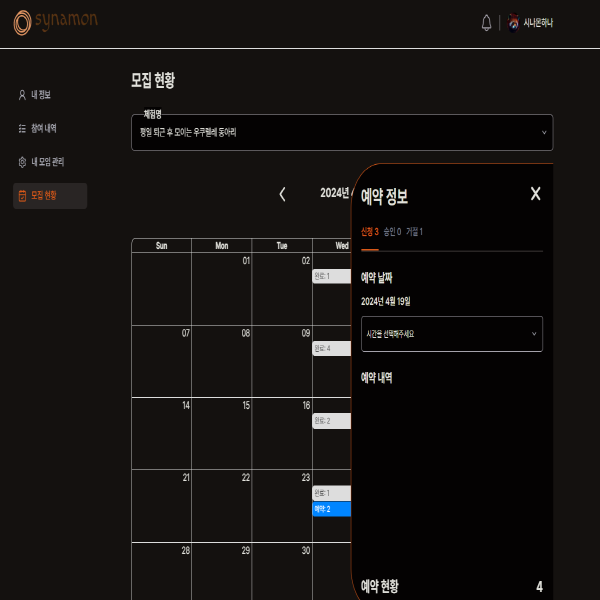 synamon
시나몬하나
내 정보
참여 내역
내 모임 관리
모집 현황
모집 현황
체험명
평일 퇴근 후 모이는 우쿠렐레 동아리
2024년 4
예약 정보
신청 3 승인 0 거절 1
예약 날짜
2024년 4월 19일
시간을 선택해주세요
예약 내역
예약 현황 4
Sun Mon Tue Wed
01 02
완료: 1
07 08 09
완료: 4
14 15 16
완료: 2
21 22 23
완료: 1
예약: 2
28 29 30